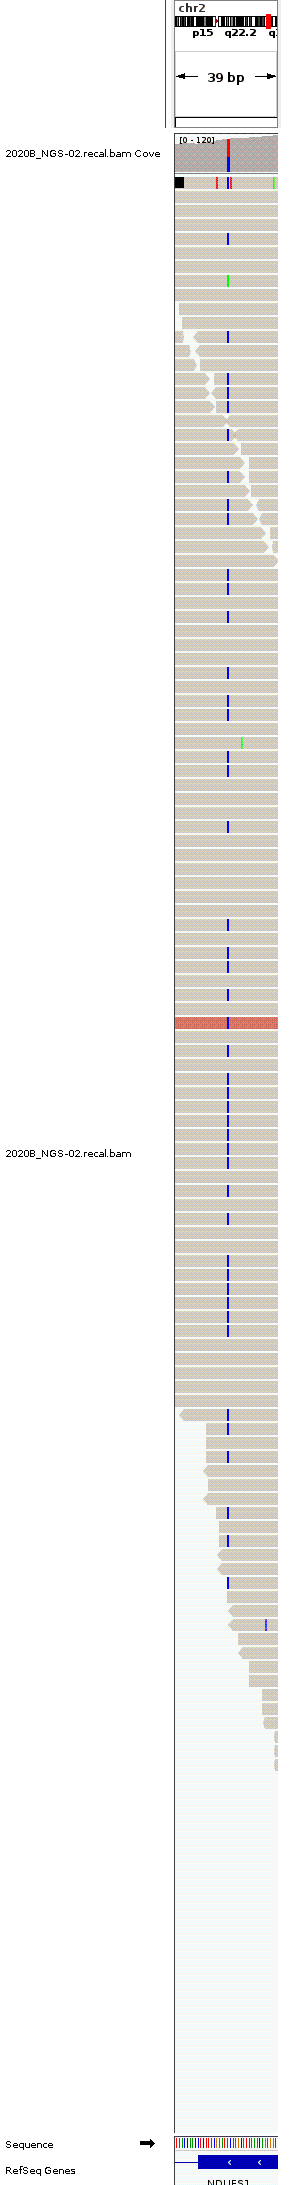 chr2
p15 q22.2 q
39 bp
[0 - 120]
2020B_NGS-02.recal.bam Cove
2020B_NGS-02.recal.bam
Sequence
RefSeq Genes
NDUFS1